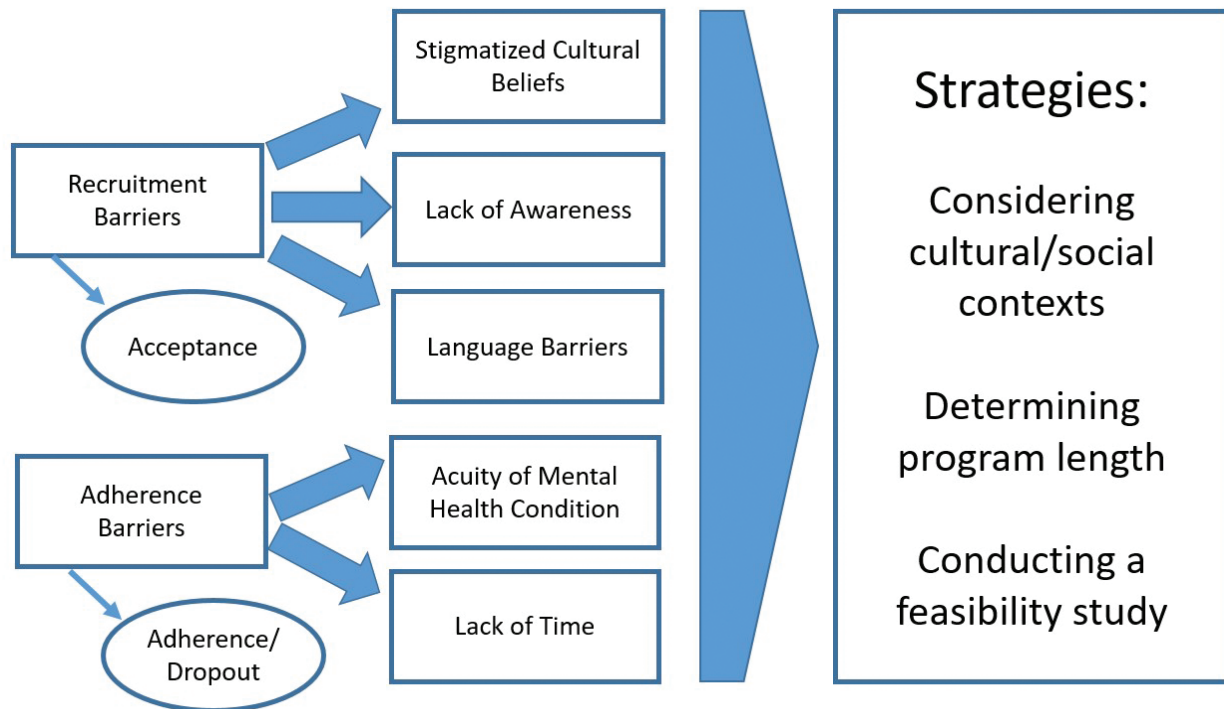 Recruitment
Barriers
Acceptance
Stigmatized Cultural
Beliefs
Lack of Awareness
Language Barriers
Adherence
Barriers
Adherence/
Dropout
Acuity of Mental
Health Condition
Lack of Time
Strategies:
Considering
cultural/social
contexts
Determining
program length
Conducting a
feasibility study